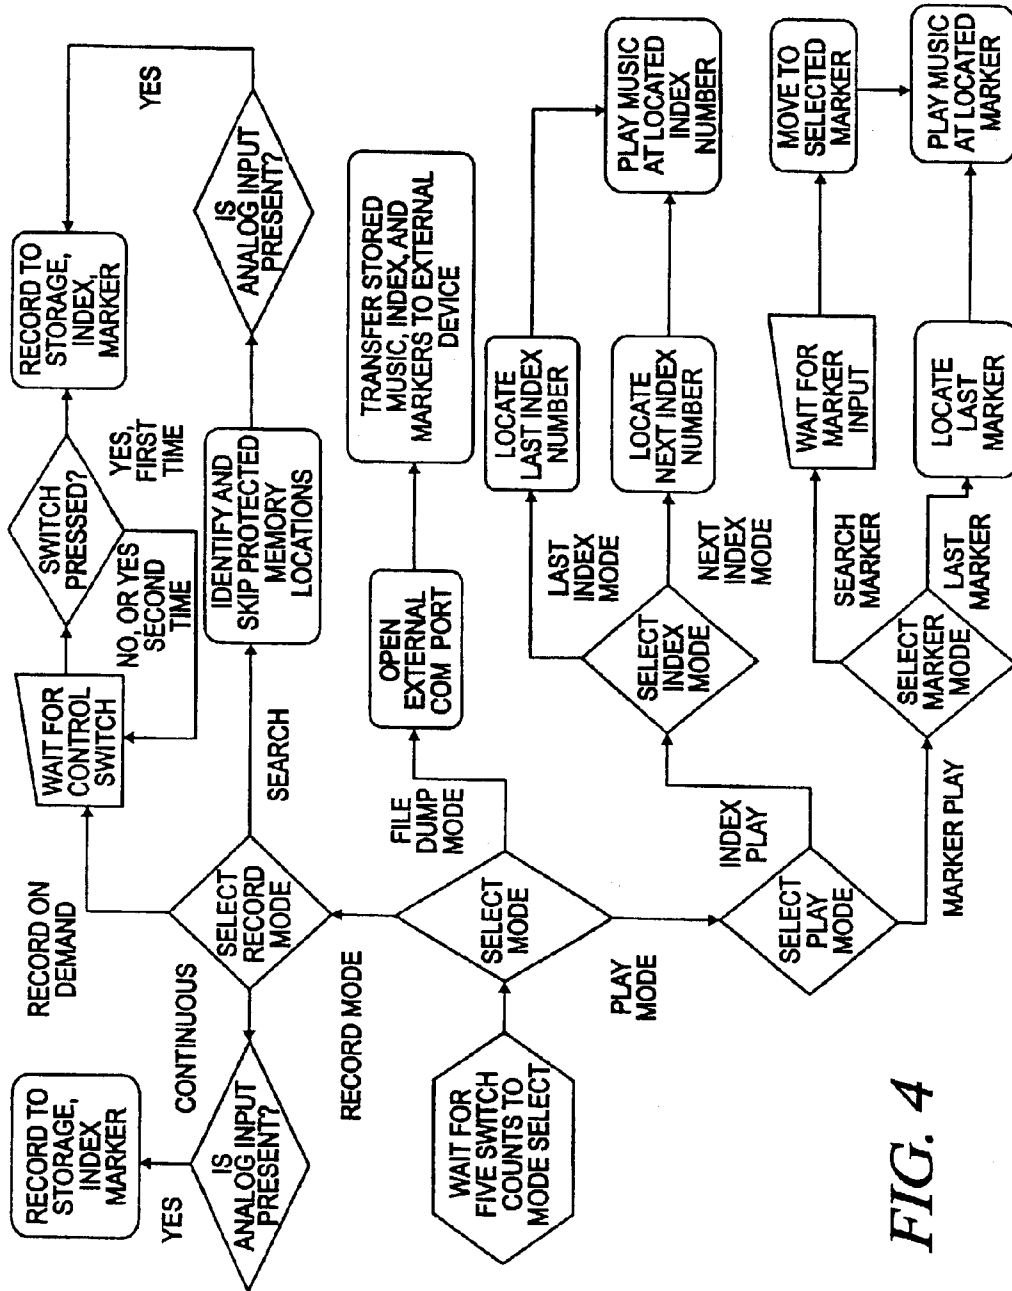 RECORD TO
STORAGE,
INDEX
MARKER
YES
IS
ANALOG INPUT
PRESENT?
CONTINUOUS
RECORD ON
DEMAND
WAIT FOR
CONTROL
SWITCH
SWITCH
PRESSED?
NO, OR YES
SECOND
TIME
YES,
FIRST
TIME
RECORD TO
STORAGE,
INDEX,
MARKER
YES
SELECT
RECORD
MODE
SEARCH
IDENTIFY AND
SKIP PROTECTED
MEMORY
LOCATIONS
IS
ANALOG INPUT
PRESENT?
RECORD MODE
WAIT FOR
FIVE SWITCH
COUNTS TO
MODE SELECT
SELECT
MODE
FILE
DUMP
MODE
OPEN
EXTERNAL
COM PORT
TRANSFER STORED
MUSIC, INDEX, AND
MARKERS TO EXTERNAL
DEVICE
PLAY
MODE
SELECT
PLAY
MODE
INDEX
PLAY
SELECT
INDEX
MODE
LAST
INDEX
MODE
LOCATE
LAST INDEX
NUMBER
NEXT
INDEX
MODE
LOCATE
NEXT INDEX
NUMBER
PLAY MUSIC
AT LOCATED
INDEX
NUMBER
MARKER PLAY
SELECT
MARKER
MODE
SEARCH
MARKER
WAIT FOR
MARKER
INPUT
MOVE TO
SELECTED
MARKER
LAST
MARKER
LOCATE
LAST
MARKER
PLAY MUSIC
AT LOCATED
MARKER
FIG. 4